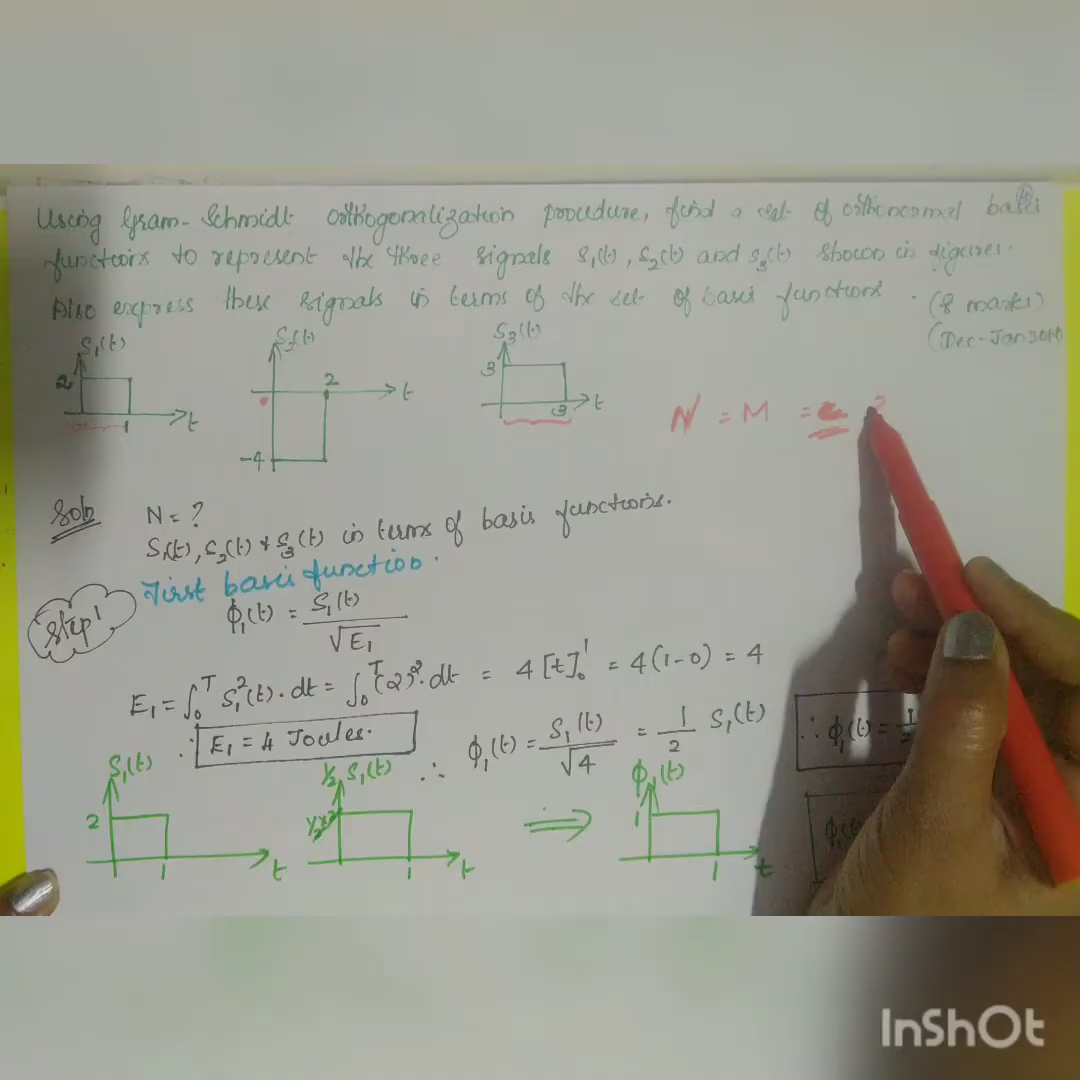 Using Gram-Schmidt orthogonalization procedure, find a set of orthonormal basis
functions to represent the three signals S₁(t), S₂(t) and S₃(t) shown in figures.
Also express these signals in terms of the set of basis functions. (8 marks)
(Dec-Jan
S₁(t) 2 1 t
S₂(t) 2 t -4
S₃(t) 3 3 t
N = M =
Soln N = ?
S₁(t), S₂(t) & S₃(t) in terms of basis functions.
First basis function.
Step 1 ϕ₁(t) = S₁(t) / √E₁
E₁ = ∫₀ᵀ S₁²(t). dt = ∫₀ᵀ (2)². dt = 4 [t]₀¹ = 4(1-0) = 4
∴ E₁ = 4 Joules. ∴ ϕ₁(t) = S₁(t) / √4 = 1/2 S₁(t)
∴ ϕ₁(t) =
S₁(t) 2 1 t
1/2 S₁(t) 1/2x2 1 t
⇒ ϕ₁(t) 1 1 t
InShOt